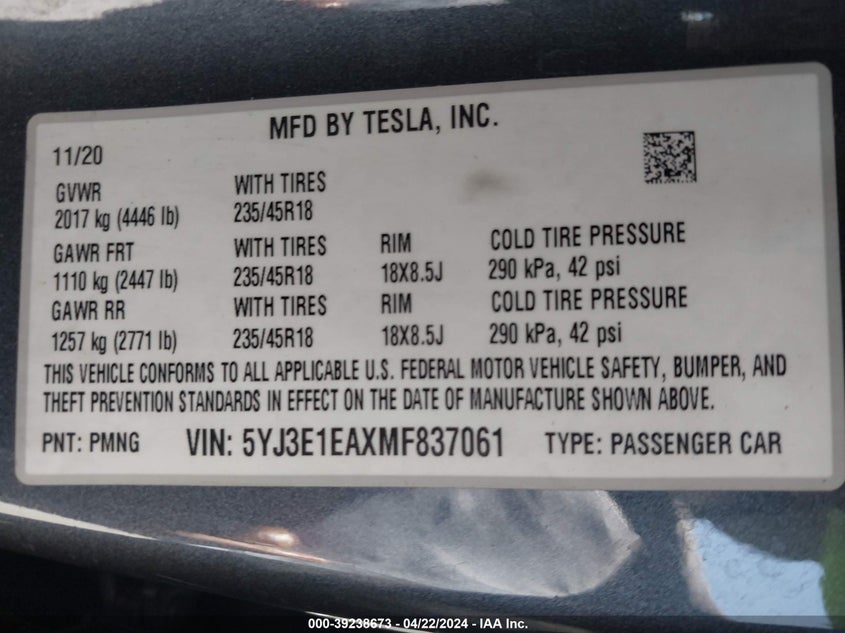 MFD BY TESLA, INC.
11/20
GVWR WITH TIRES
2017 kg (4446 lb) 235/45R18
GAWR FRT WITH TIRES RIM COLD TIRE PRESSURE
1110 kg (2447 lb) 235/45R18 18X8.5J 290 kPa, 42 psi
GAWR RR WITH TIRES RIM COLD TIRE PRESSURE
1257 kg (2771 lb) 235/45R18 18X8.5J 290 kPa, 42 psi
THIS VEHICLE CONFORMS TO ALL APPLICABLE U.S. FEDERAL MOTOR VEHICLE SAFETY, BUMPER, AND
THEFT PREVENTION STANDARDS IN EFFECT ON THE DATE OF MANUFACTURE SHOWN ABOVE.
PNT: PMNG VIN: 5YJ3E1EAXMF837061 TYPE: PASSENGER CAR
000-39238673 - 04/22/2024 - IAA Inc.